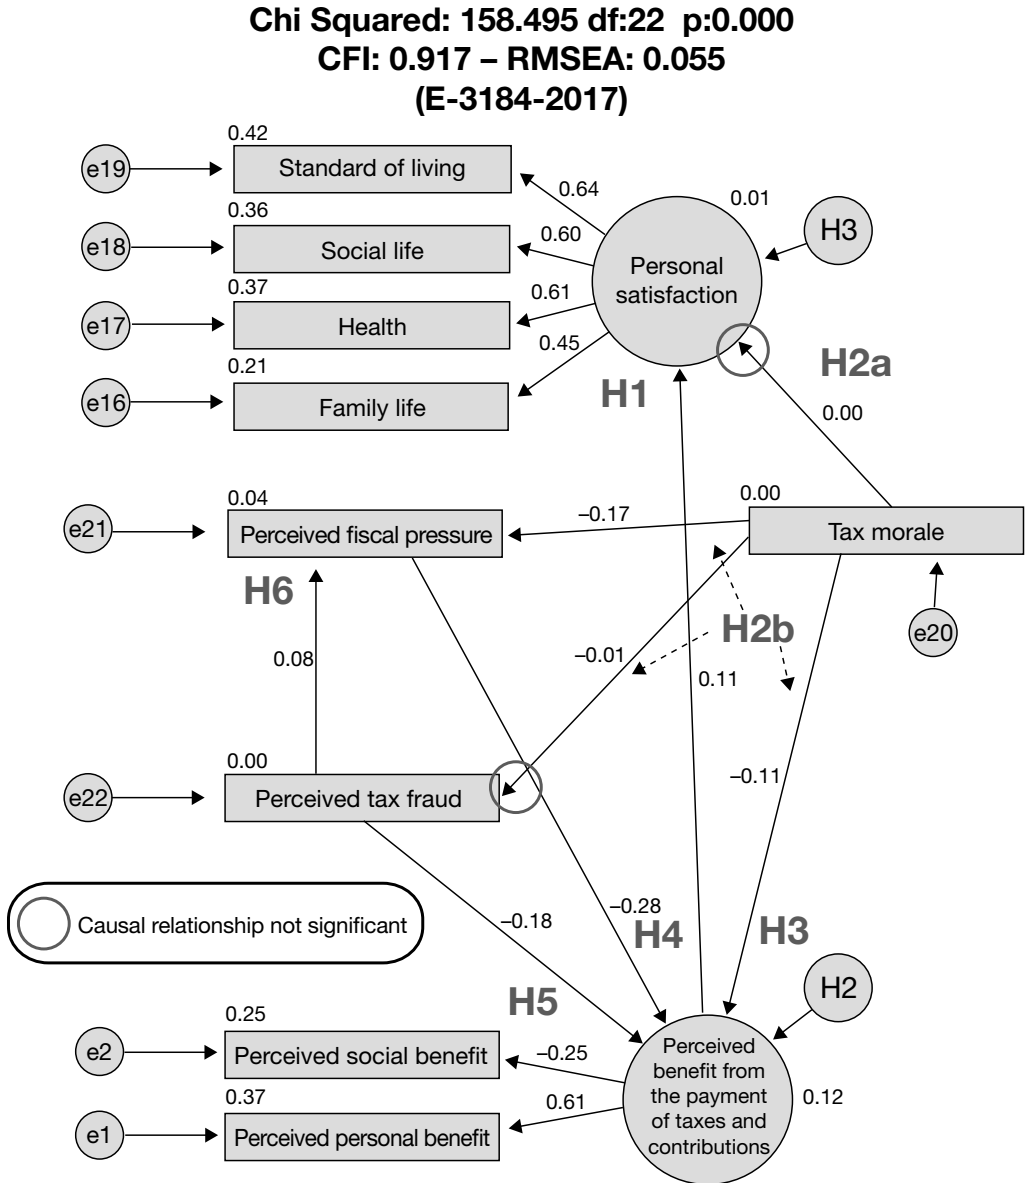 Chi Squared: 158.495 df:22 p:0.000
CFI: 0.917 – RMSEA: 0.055
(E-3184-2017)
0.42
e19
Standard of living
0.64
0.01
H3
0.36
e18
Social life
0.60
Personal
satisfaction
0.37
e17
Health
0.61
0.45
0.21
e16
Family life
H1
H2a
0.00
0.04
e21
Perceived fiscal pressure
–0.17
0.00
Tax morale
H6
H2b
e20
0.08
–0.01
0.11
0.00
e22
Perceived tax fraud
–0.11
Causal relationship not significant
–0.18
–0.28
H4
H3
H5
H2
0.25
e2
Perceived social benefit
–0.25
0.37
e1
Perceived personal benefit
0.61
Perceived
benefit from
the payment
of taxes and
contributions
0.12